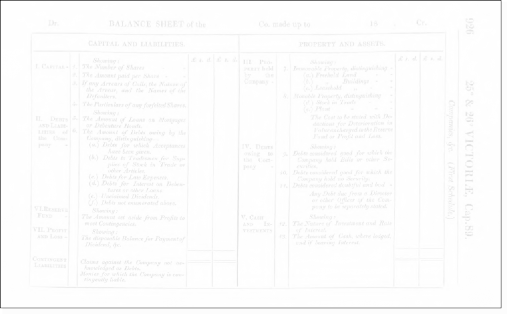 Dr. BALANCE SHEET of the Co. made up to 18 Cr.
CAPITAL AND LIABILITIES.
£ s. d. £ s. d.
Showing:
I. CAPITAL
1. The Number of Shares
2. The Amount paid per Share
3. If any Arrears of Calls, the Nature of
the Arrear, and the Names of the
Defaulters.
4. The Particulars of any forfeited Shares.
Showing:
II. DEBTS
and LIABILITIES of
the Company
5. The Amount of Loans on Mortgages
or Debenture Bonds.
6. The Amount of Debts owing by the
Company, distinguishing—
(a.) Debts for which Acceptances
have been given.
(b.) Debts to Tradesmen for Supplies
of Stock in Trade or
other Articles.
(c.) Debts for Law Expenses.
(d.) Debts for Interest on Debentures
or other Loans.
(e.) Unclaimed Dividends.
(f.) Debts not enumerated above.
VI. RESERVE
FUND
Showing:
The Amount set aside from Profits to
meet Contingencies.
VII. PROFIT
AND LOSS
Showing:
The disposable Balance for Payment of
Dividend, &c.
CONTINGENT
LIABILITIES
Claims against the Company not acknowledged as Debts.
Monies for which the Company is contingently liable.
PROPERTY AND ASSETS.
£ s. d. £ s. d.
Showing:
III. PROPERTY held
by the
Company
7. Immovable Property, distinguishing—
(a.) Freehold Land
(b.) " Buildings
(c.) Leasehold "
8. Movable Property, distinguishing—
(d.) Stock in Trade
(e.) Plant
The Cost to be stated with
Deductions for Deterioration in
Value as charged to the Reserve
Fund or Profit and Loss.
Showing:
IV. DEBTS
owing to
the Company
9. Debts considered good for which the
Company hold Bills or other Securities.
10. Debts considered good for which the
Company hold no Security.
11. Debts considered doubtful and bad
Any Debt due from a Director
or other Officer of the Company
to be separately stated.
Showing:
V. CASH
AND INVESTMENTS
12. The Nature of Investment and Rate
of Interest.
13. The Amount of Cash, where lodged,
and if bearing Interest.
25° & 26° VICTORIÆ, Cap. 89.
Companies Act. (First Schedule.)